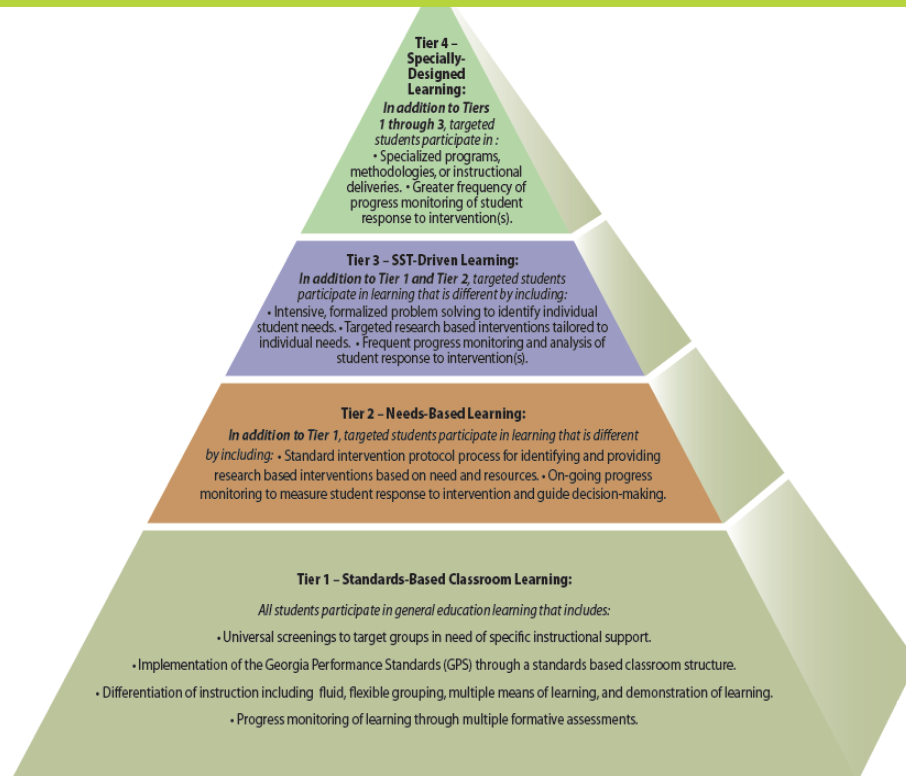 Tier 4 –
Specially-
Designed
Learning:
In addition to Tiers
1 through 3, targeted
students participate in :
• Specialized programs,
methodologies, or instructional
deliveries. • Greater frequency of
progress monitoring of student
response to intervention(s).
Tier 3 – SST-Driven Learning:
In addition to Tier 1 and Tier 2, targeted students
participate in learning that is different by including:
• Intensive, formalized problem solving to identify individual
student needs. • Targeted research based interventions tailored to
individual needs. • Frequent progress monitoring and analysis of
student response to intervention(s).
Tier 2 – Needs-Based Learning:
In addition to Tier 1, targeted students participate in learning that is different
by including: • Standard intervention protocol process for identifying and providing
research based interventions based on need and resources. • On-going progress
monitoring to measure student response to intervention and guide decision-making.
Tier 1 – Standards-Based Classroom Learning:
All students participate in general education learning that includes:
• Universal screenings to target groups in need of specific instructional support.
• Implementation of the Georgia Performance Standards (GPS) through a standards based classroom structure.
• Differentiation of instruction including fluid, flexible grouping, multiple means of learning, and demonstration of learning.
• Progress monitoring of learning through multiple formative assessments.